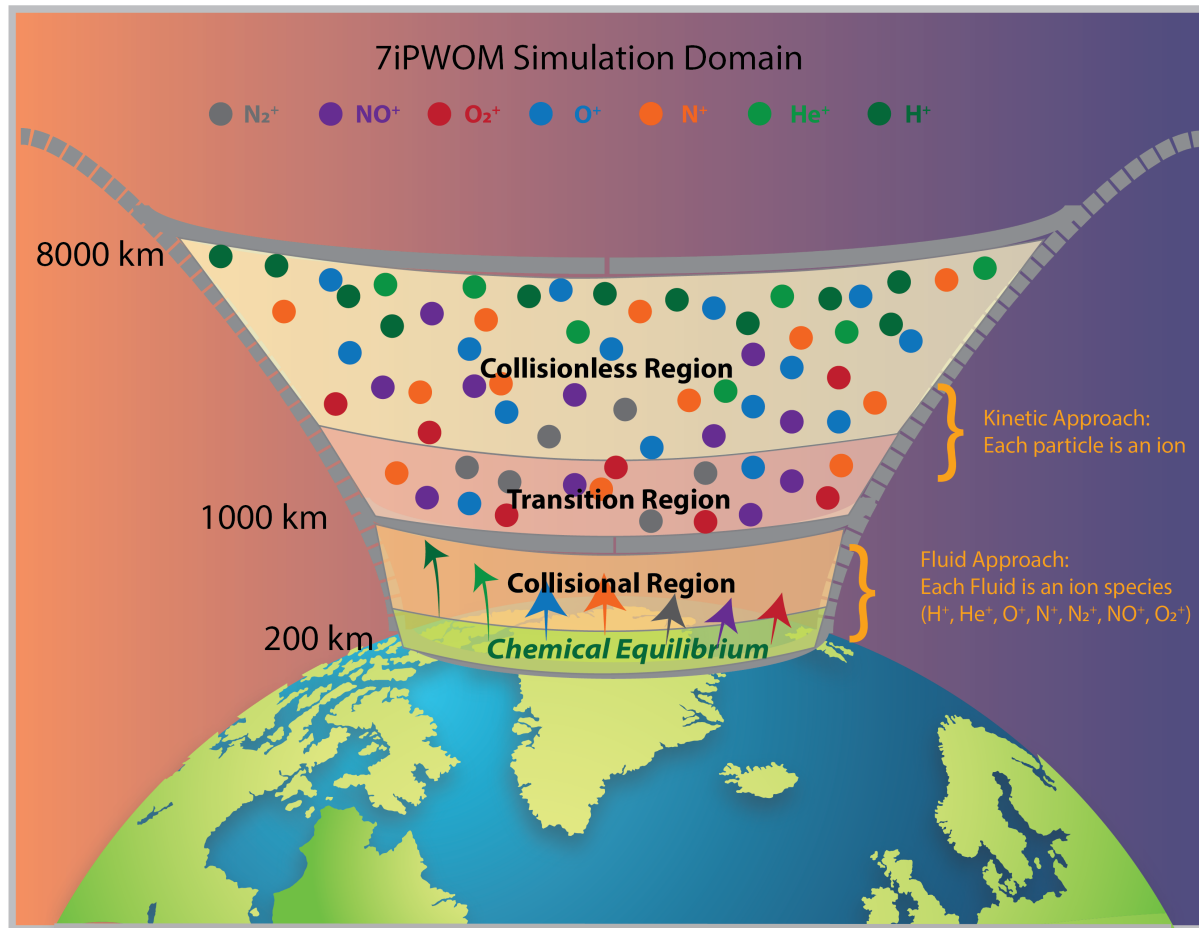 7iPWOM Simulation Domain
N₂⁺ NO⁺ O₂⁺ O⁺ N⁺ He⁺ H⁺
8000 km
Collisionless Region
Kinetic Approach:
Each particle is an ion
Transition Region
1000 km
Collisional Region
Fluid Approach:
Each Fluid is an ion species
(H⁺, He⁺, O⁺, N⁺, N₂⁺, NO⁺, O₂⁺)
200 km
Chemical Equilibrium